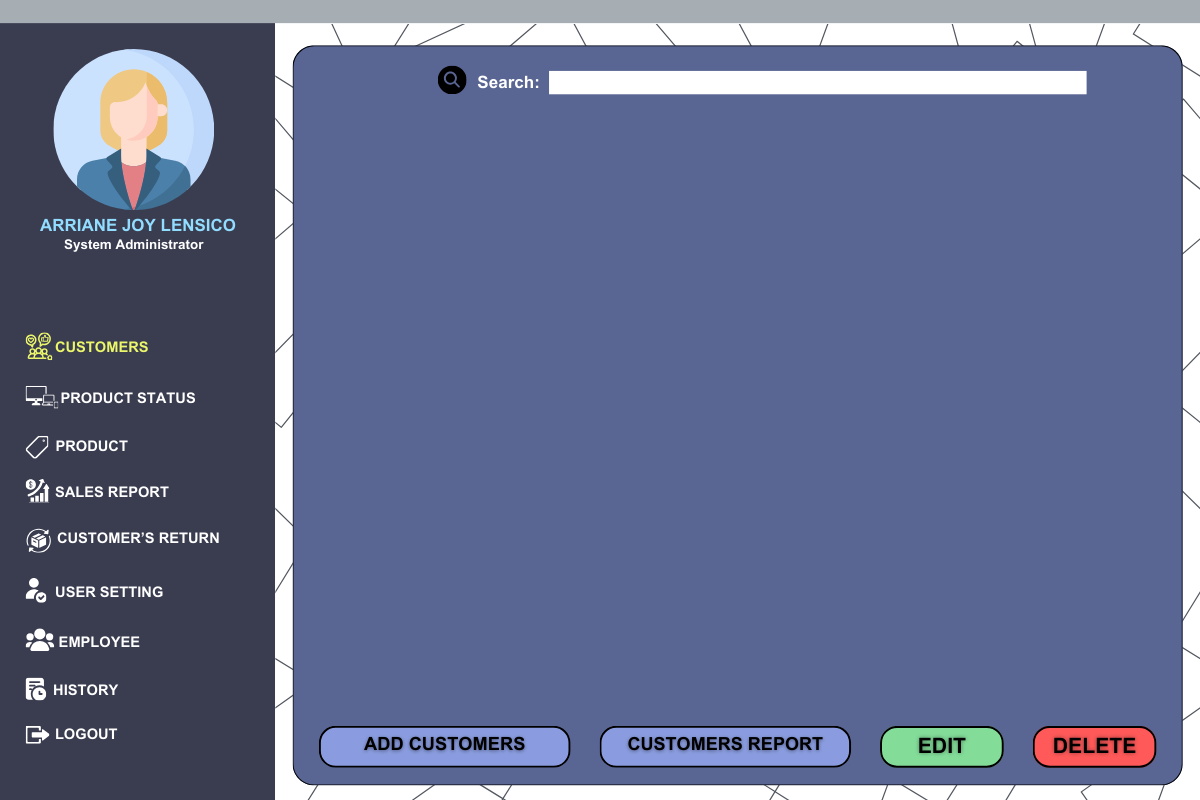 Search:
ARRIANE JOY LENSICO
System Administrator
CUSTOMERS
PRODUCT STATUS
PRODUCT
SALES REPORT
CUSTOMER’S RETURN
USER SETTING
EMPLOYEE
HISTORY
LOGOUT
ADD CUSTOMERS
CUSTOMERS REPORT
EDIT
DELETE